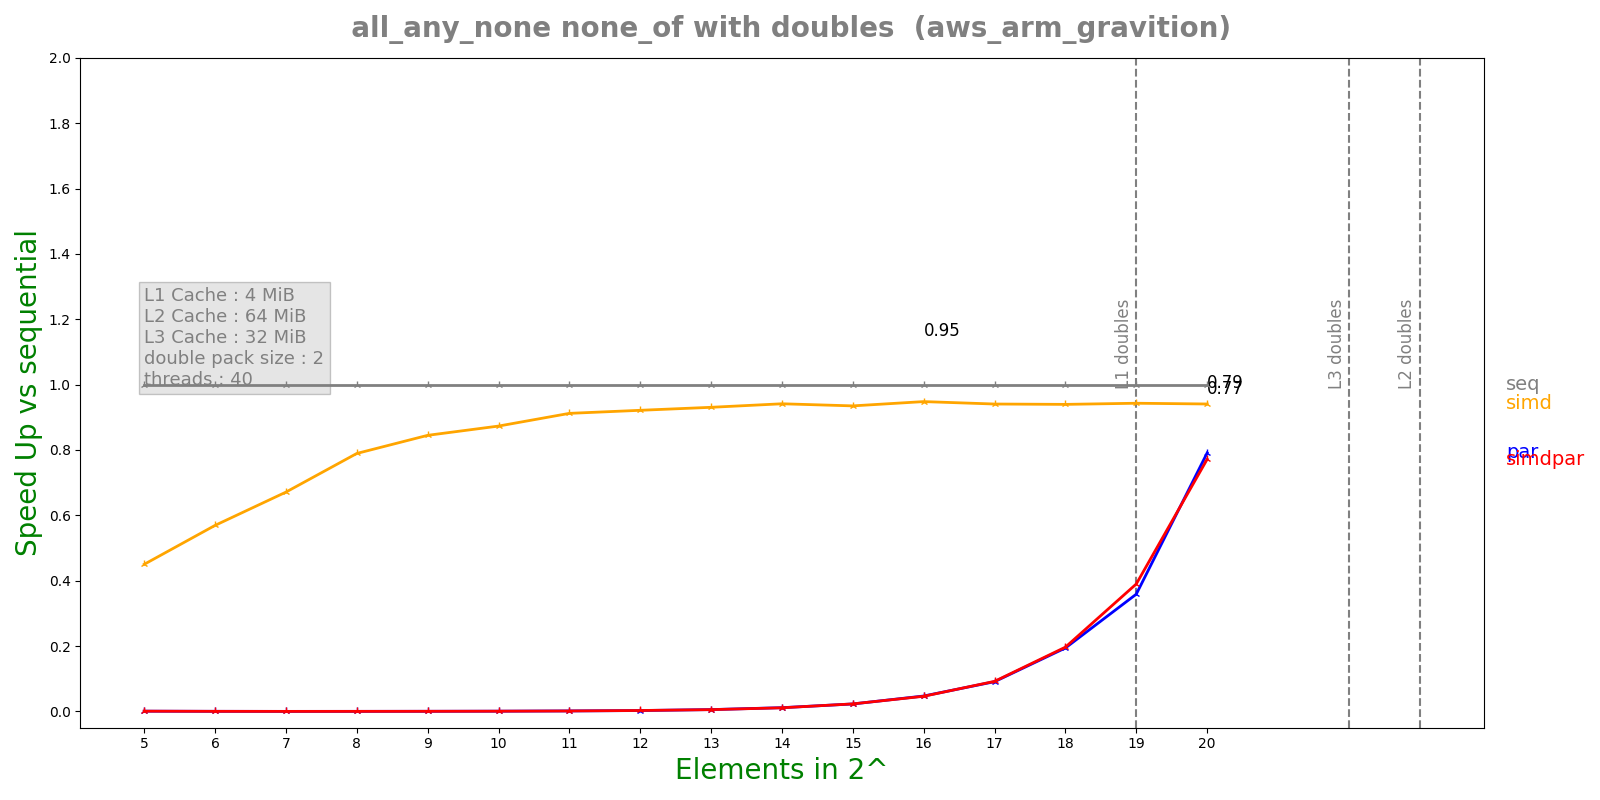 all_any_none none_of with doubles (aws_arm_gravition)
Speed Up vs sequential
2.0
1.8
1.6
1.4
1.2
1.0
0.8
0.6
0.4
0.2
0.0
L1 Cache : 4 MiB
L2 Cache : 64 MiB
L3 Cache : 32 MiB
double pack size : 2
threads : 40
0.95
0.79
0.77
L1 doubles
L3 doubles
L2 doubles
seq
simd
par
simdpar
5 6 7 8 9 10 11 12 13 14 15 16 17 18 19 20
Elements in 2^